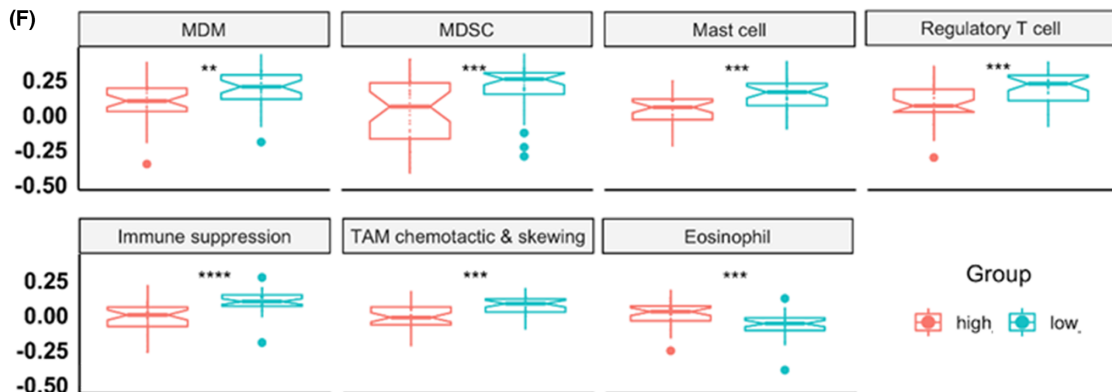 (F)
MDM MDSC Mast cell Regulatory T cell
** *** *** ***
0.25
0.00
-0.25
-0.50
Immune suppression TAM chemotactic & skewing Eosinophil
**** *** ***
0.25
0.00
-0.25
-0.50
Group
high low